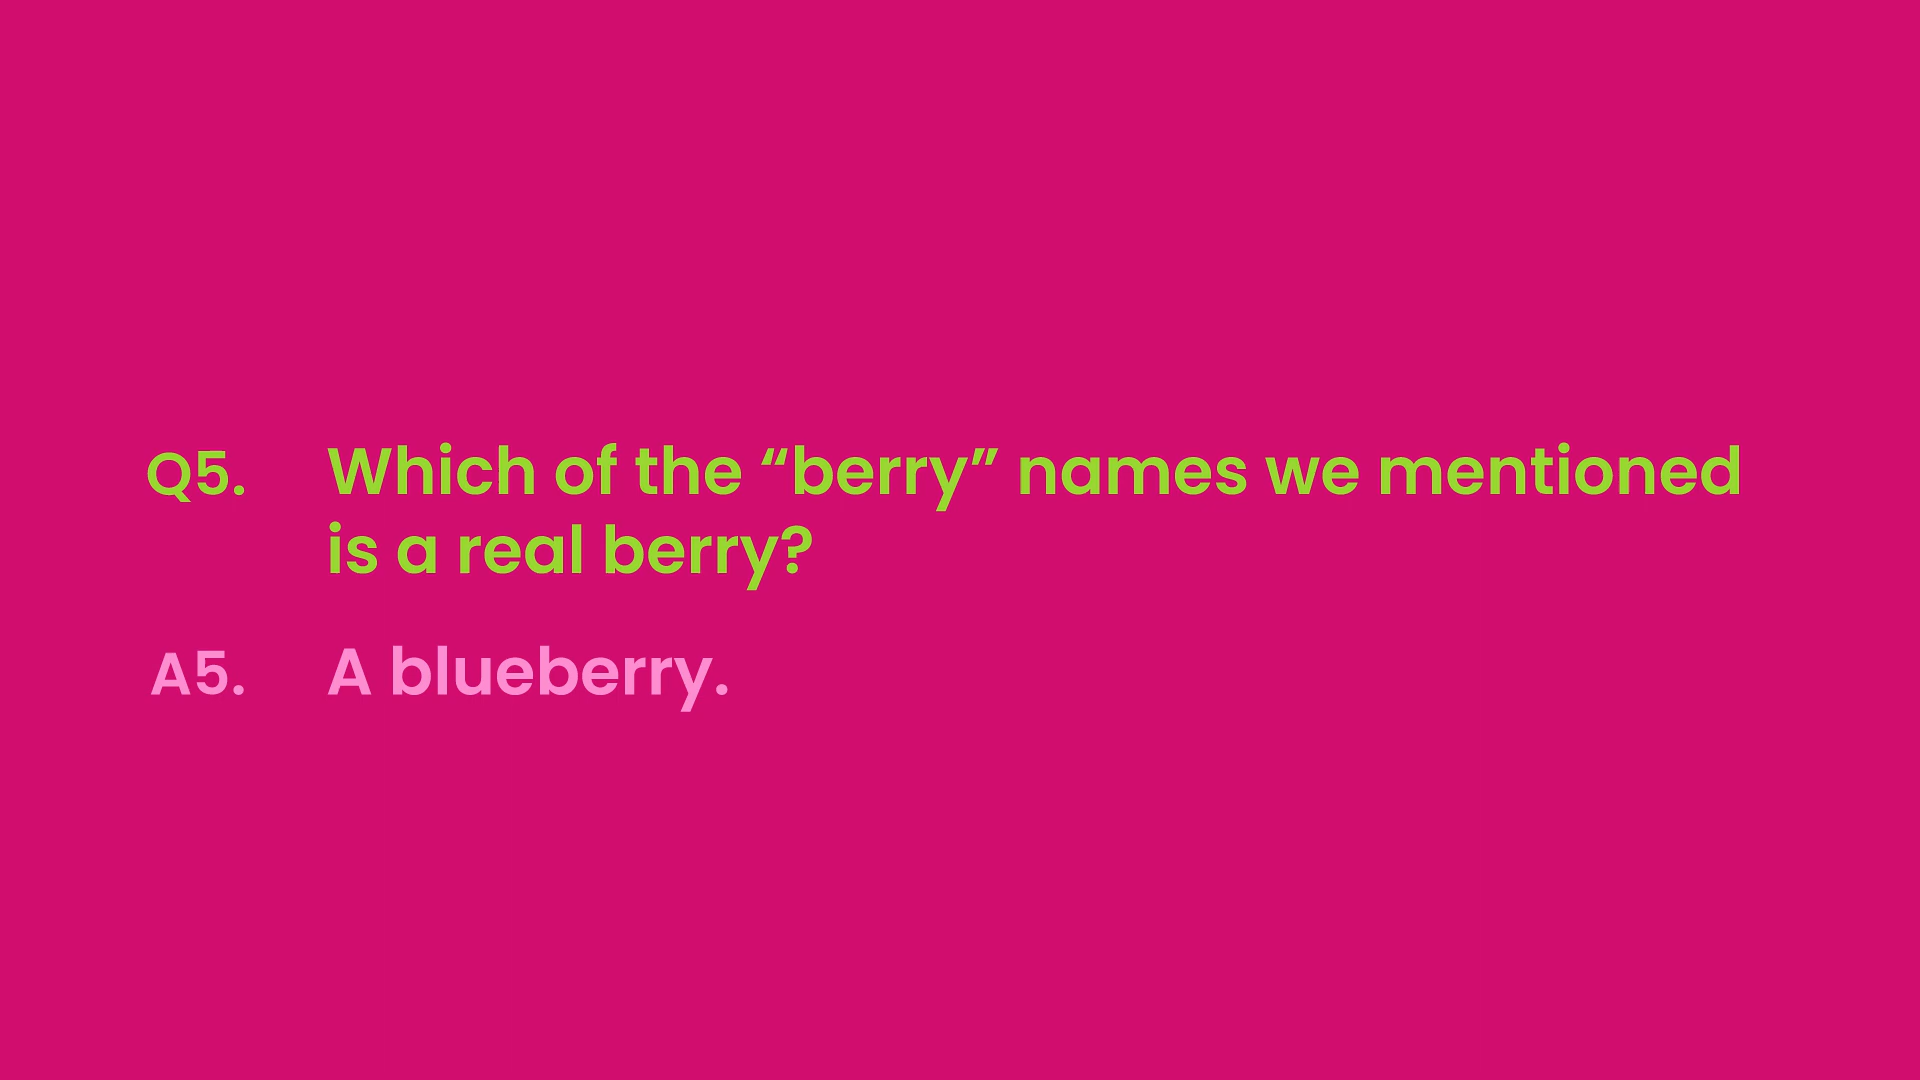 Q5. Which of the “berry” names we mentioned
is a real berry?
A5. A blueberry.